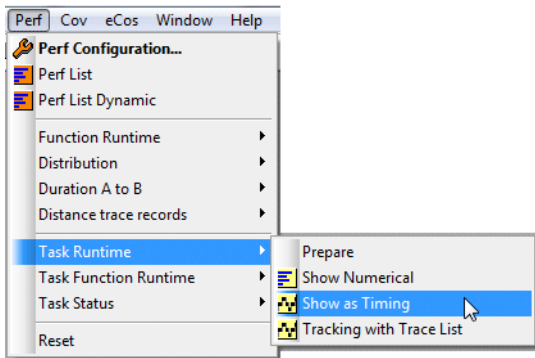 Perf Cov eCos Window Help
Perf Configuration...
Perf List
Perf List Dynamic
Function Runtime
Distribution
Duration A to B
Distance trace records
Task Runtime
Prepare
Task Function Runtime
Show Numerical
Task Status
Show as Timing
Tracking with Trace List
Reset